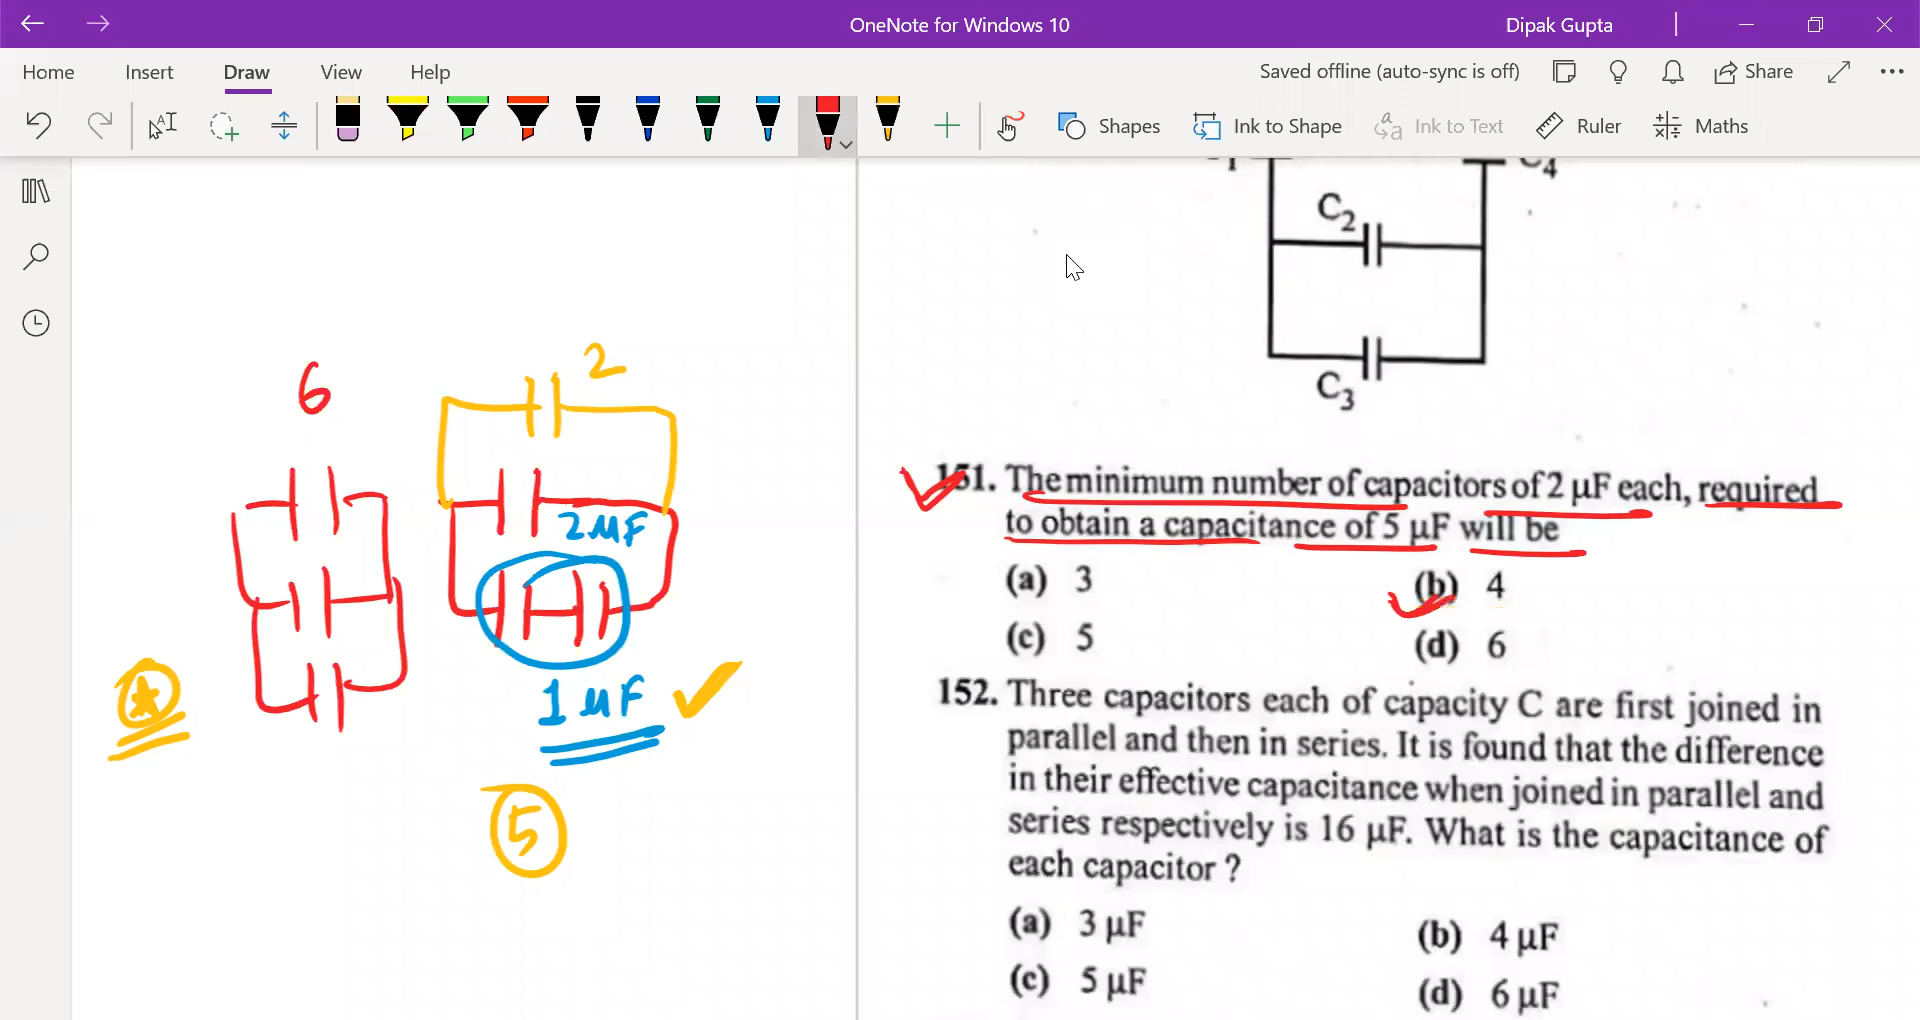 OneNote for Windows 10
Dipak Gupta
Home Insert Draw View Help
Saved offline (auto-sync is off)
Share
Shapes
Ink to Shape
Ink to Text
Ruler
Maths
6
2
2 μF
1 μF
5
C4
C2
C3
151. The minimum number of capacitors of 2 μF each, required
to obtain a capacitance of 5 μF will be
(a) 3 (b) 4
(c) 5 (d) 6
152. Three capacitors each of capacity C are first joined in
parallel and then in series. It is found that the difference
in their effective capacitance when joined in parallel and
series respectively is 16 μF. What is the capacitance of
each capacitor ?
(a) 3 μF (b) 4 μF
(c) 5 μF (d) 6 μF